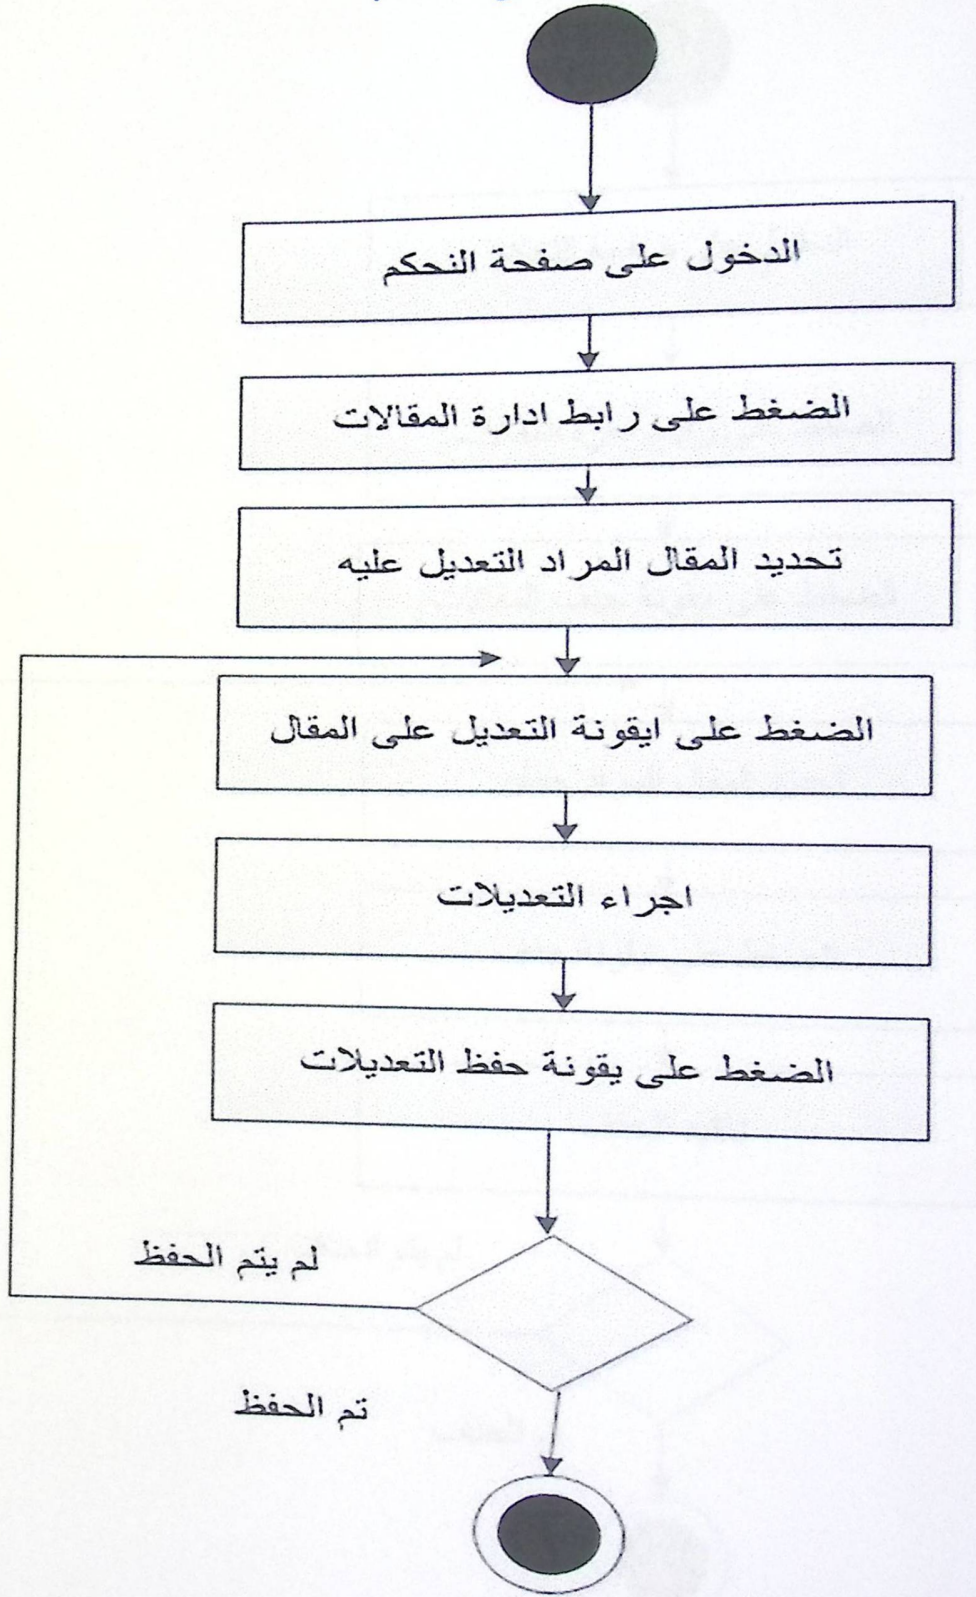 الدخول على صفحة النحكم
الضغط على رابط ادارة المقالات
تحديد المقال المراد التعديل عليه
الضغط على ايقونة التعديل على المقال
اجراء التعديلات
الضغط على يقونة حفظ التعديلات
لم يتم الحفظ
تم الحفظ